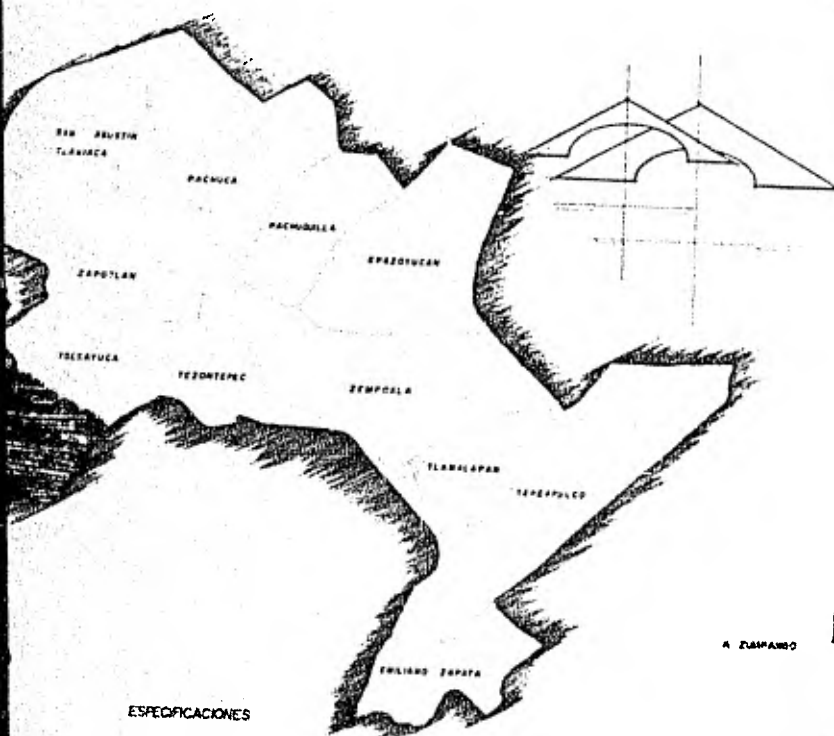 SAN AGUSTIN
TLAXIACA
PACHUCA
PACHUQUILLA
EPAZOYUCAN
ZAPOTLAN
TOLCAYUCA
TEZONTEPEC
ZEMPOALA
TLANALAPAN
TEPEAPULCO
A ZUMPANGO
EMILIANO ZAPATA
ESPECIFICACIONES